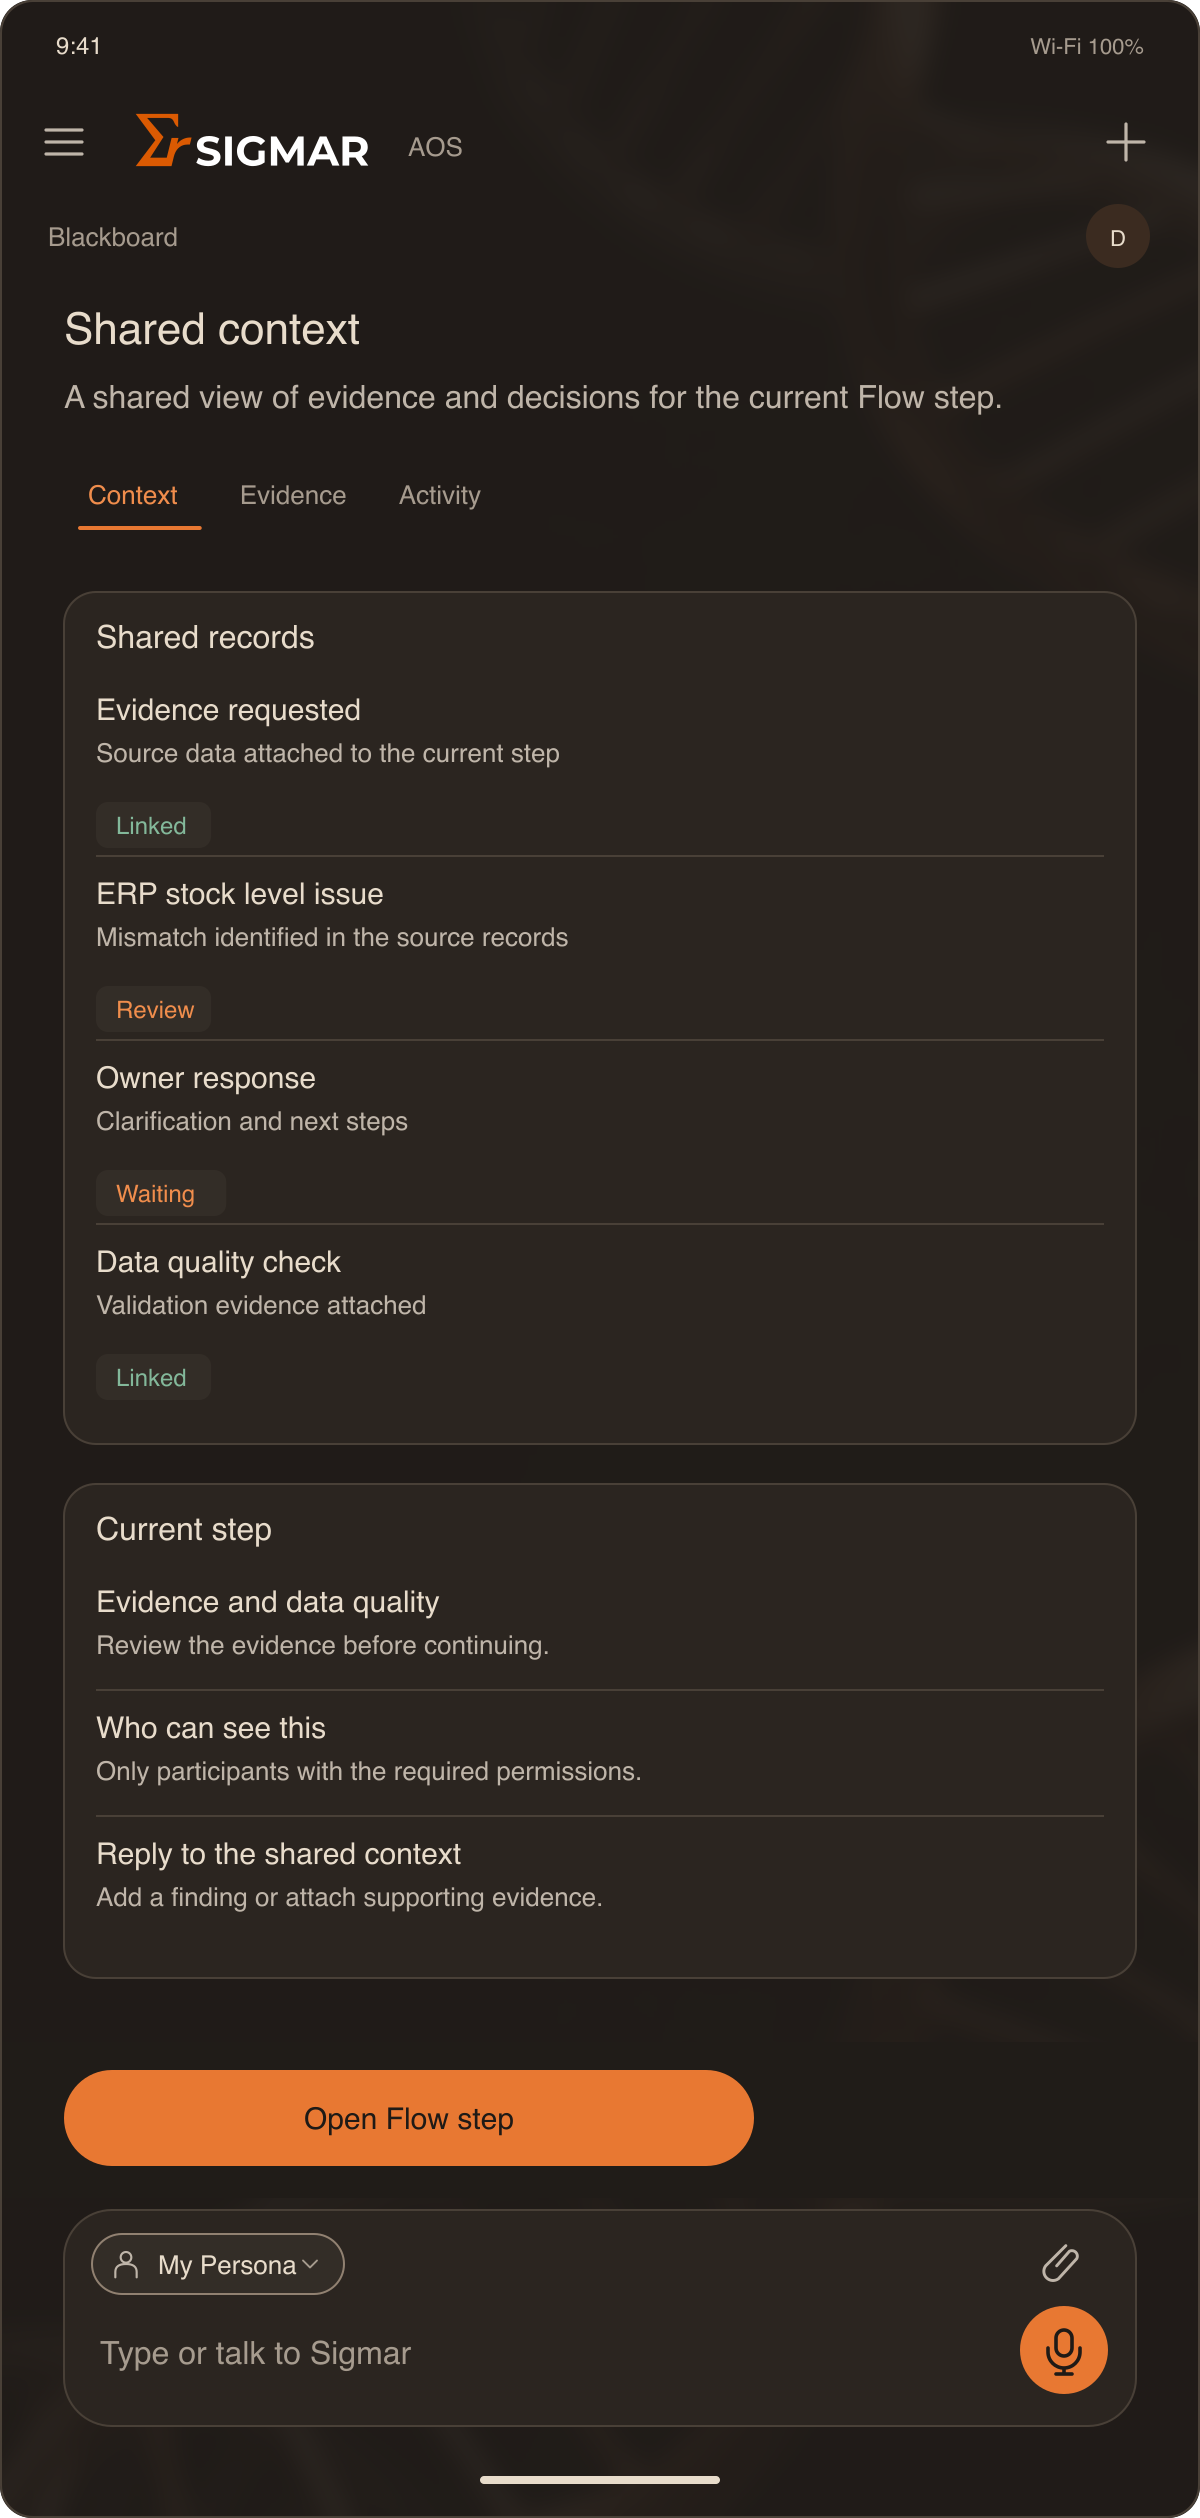 9:41
Wi-Fi 100%
Σr SIGMAR AOS
Blackboard
D
Shared context
A shared view of evidence and decisions for the current Flow step.
Context Evidence Activity
Shared records
Evidence requested
Source data attached to the current step
Linked
ERP stock level issue
Mismatch identified in the source records
Review
Owner response
Clarification and next steps
Waiting
Data quality check
Validation evidence attached
Linked
Current step
Evidence and data quality
Review the evidence before continuing.
Who can see this
Only participants with the required permissions.
Reply to the shared context
Add a finding or attach supporting evidence.
Open Flow step
My Persona
Type or talk to Sigmar